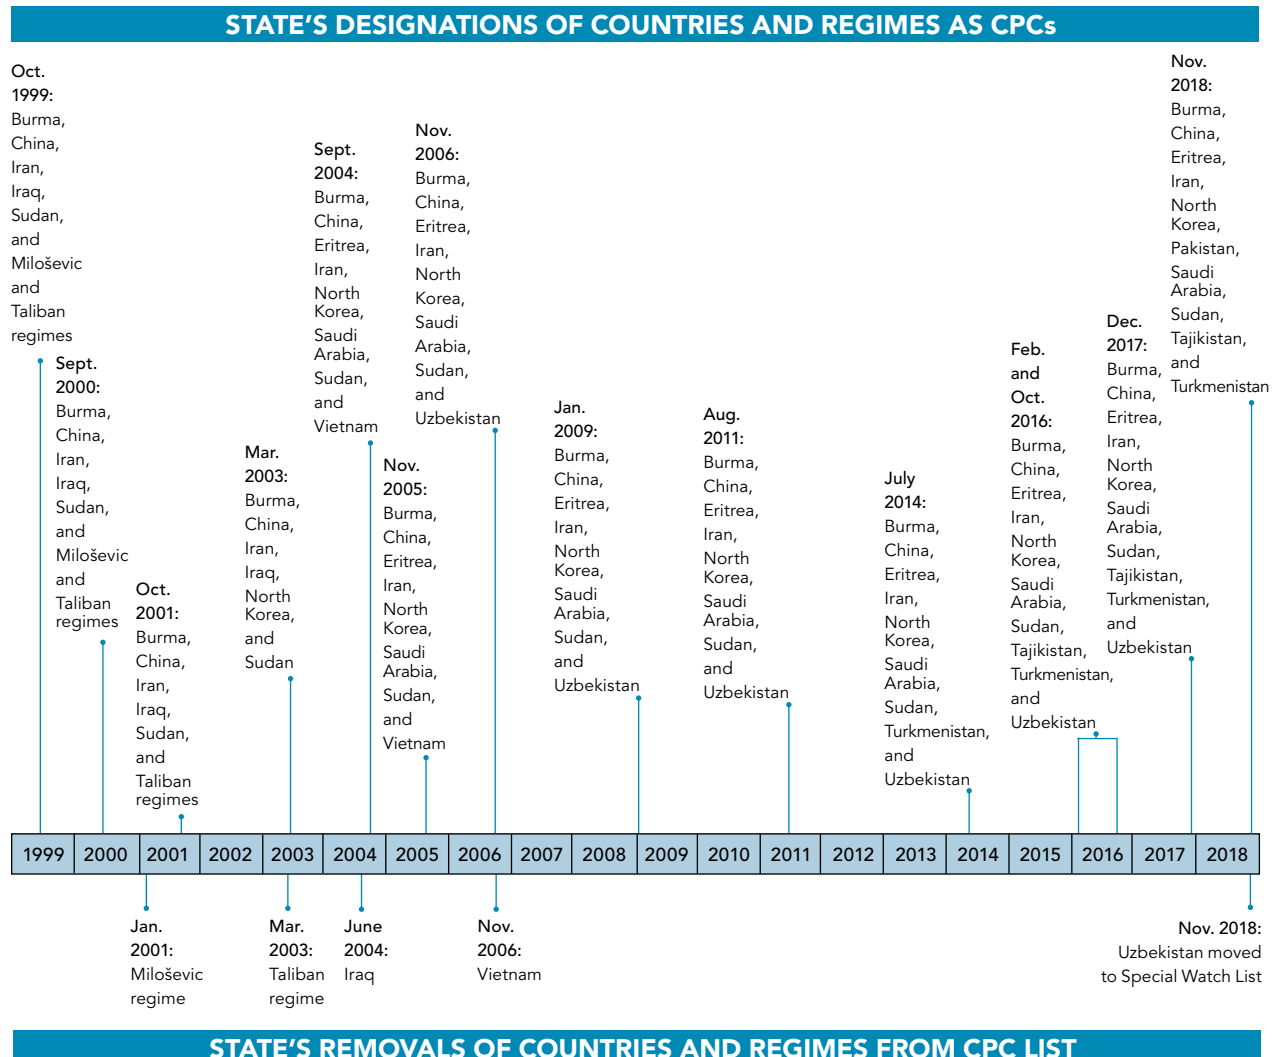 STATE’S DESIGNATIONS OF COUNTRIES AND REGIMES AS CPCs
Oct.
1999:
Burma,
China,
Iran,
Iraq,
Sudan,
and
Miloševic
and
Taliban
regimes
Sept.
2000:
Burma,
China,
Iran,
Iraq,
Sudan,
and
Miloševic
and
Taliban
regimes
Oct.
2001:
Burma,
China,
Iran,
Iraq,
Sudan,
and
Taliban
regimes
Mar.
2003:
Burma,
China,
Iran,
Iraq,
North
Korea,
and
Sudan
Sept.
2004:
Burma,
China,
Eritrea,
Iran,
North
Korea,
Saudi
Arabia,
Sudan,
and
Vietnam
Nov.
2005:
Burma,
China,
Eritrea,
Iran,
North
Korea,
Saudi
Arabia,
Sudan,
and
Vietnam
Nov.
2006:
Burma,
China,
Eritrea,
Iran,
North
Korea,
Saudi
Arabia,
Sudan,
and
Uzbekistan
Jan.
2009:
Burma,
China,
Eritrea,
Iran,
North
Korea,
Saudi
Arabia,
Sudan,
and
Uzbekistan
Aug.
2011:
Burma,
China,
Eritrea,
Iran,
North
Korea,
Saudi
Arabia,
Sudan,
and
Uzbekistan
July
2014:
Burma,
China,
Eritrea,
Iran,
North
Korea,
Saudi
Arabia,
Sudan,
Turkmenistan,
and
Uzbekistan
Feb.
and
Oct.
2016:
Burma,
China,
Eritrea,
Iran,
North
Korea,
Saudi
Arabia,
Sudan,
Tajikistan,
Turkmenistan,
and
Uzbekistan
Dec.
2017:
Burma,
China,
Eritrea,
Iran,
North
Korea,
Saudi
Arabia,
Sudan,
Tajikistan,
Turkmenistan,
and
Uzbekistan
Nov.
2018:
Burma,
China,
Eritrea,
Iran,
North
Korea,
Pakistan,
Saudi
Arabia,
Sudan,
Tajikistan,
and
Turkmenistan
1999 2000 2001 2002 2003 2004 2005 2006 2007 2008 2009 2010 2011 2012 2013 2014 2015 2016 2017 2018
Jan.
2001:
Miloševic
regime
Mar.
2003:
Taliban
regime
June
2004:
Iraq
Nov.
2006:
Vietnam
Nov. 2018:
Uzbekistan moved
to Special Watch List
STATE’S REMOVALS OF COUNTRIES AND REGIMES FROM CPC LIST